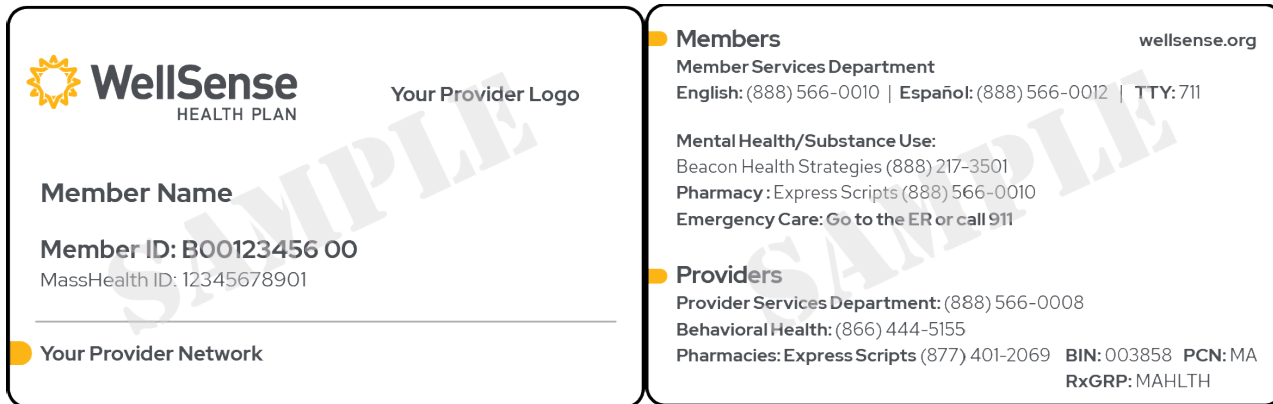 WellSense
HEALTH PLAN
Your Provider Logo
Member Name
Member ID: B00123456 00
MassHealth ID: 12345678901
Your Provider Network
SAMPLE
Members
wellsense.org
Member Services Department
English: (888) 566-0010 | Español: (888) 566-0012 | TTY: 711
Mental Health/Substance Use:
Beacon Health Strategies (888) 217-3501
Pharmacy : Express Scripts (888) 566-0010
Emergency Care: Go to the ER or call 911
Providers
Provider Services Department: (888) 566-0008
Behavioral Health: (866) 444-5155
Pharmacies: Express Scripts (877) 401-2069 BIN: 003858 PCN: MA
RxGRP: MAHLTH
SAMPLE